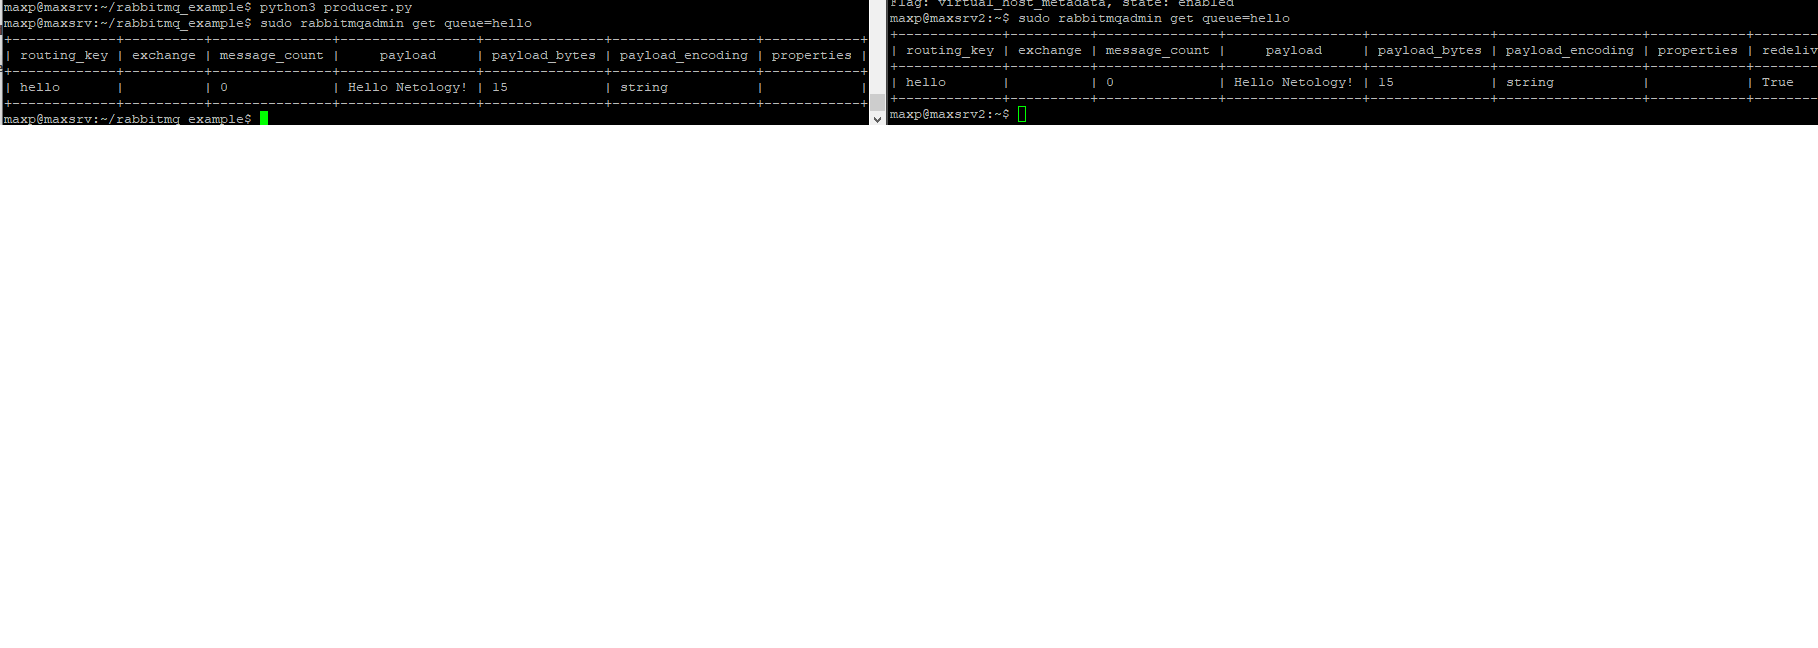 maxp@maxsrv:~/rabbitmq_example$ python3 producer.py
maxp@maxsrv:~/rabbitmq_example$ sudo rabbitmqadmin get queue=hello
+-------------+----------+---------------+-----------------+---------------+------------------+------------+
| routing_key | exchange | message_count |     payload     | payload_bytes | payload_encoding | properties |
+-------------+----------+---------------+-----------------+---------------+------------------+------------+
| hello       |          | 0             | Hello Netology! | 15            | string           |            |
+-------------+----------+---------------+-----------------+---------------+------------------+------------+
maxp@maxsrv:~/rabbitmq_example$
Flag: virtual_host_metadata, state: enabled
maxp@maxsrv2:~$ sudo rabbitmqadmin get queue=hello
+-------------+----------+---------------+-----------------+---------------+------------------+------------+--------
| routing_key | exchange | message_count |     payload     | payload_bytes | payload_encoding | properties | redeliv
+-------------+----------+---------------+-----------------+---------------+------------------+------------+--------
| hello       |          | 0             | Hello Netology! | 15            | string           |            | True
+-------------+----------+---------------+-----------------+---------------+------------------+------------+--------
maxp@maxsrv2:~$